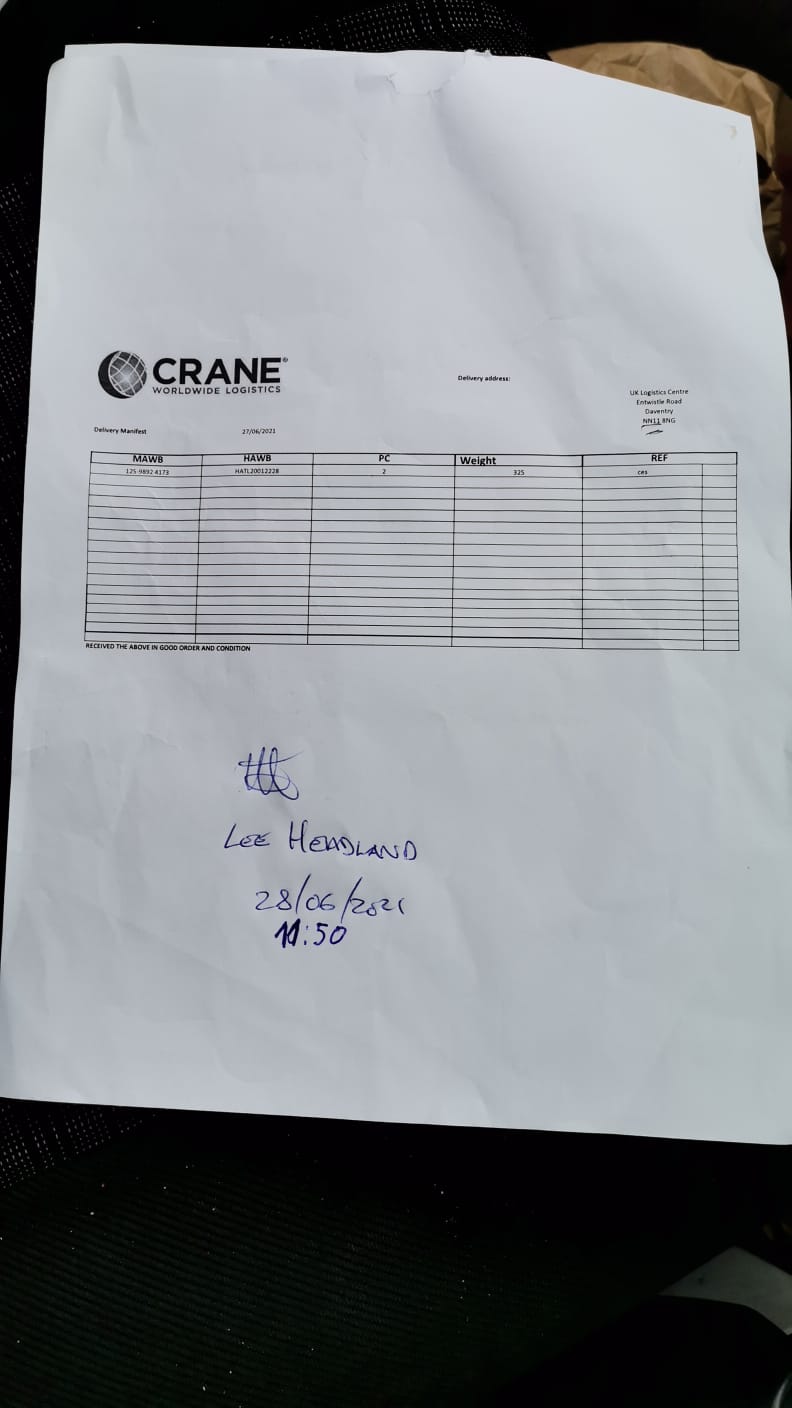 CRANE®
WORLDWIDE LOGISTICS
Delivery address:
UK Logistics Centre
Entwistle Road
Daventry
NN11 8NG
Delivery Manifest 27/06/2021
MAWB HAWB PC Weight REF
125-9892 4173 HATL20012228 2 325 ces
RECEIVED THE ABOVE IN GOOD ORDER AND CONDITION
LEE HEADLAND
28/06/2021
11:50